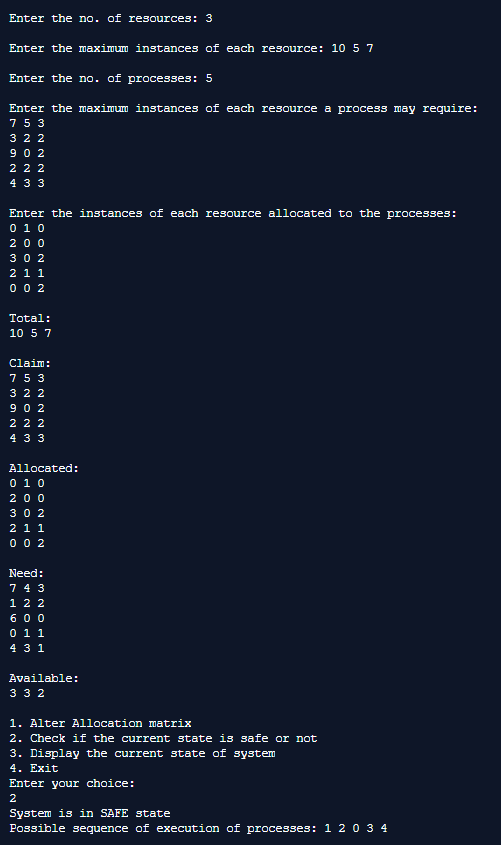 Enter the no. of resources: 3
Enter the maximum instances of each resource: 10 5 7
Enter the no. of processes: 5
Enter the maximum instances of each resource a process may require:
7 5 3
3 2 2
9 0 2
2 2 2
4 3 3
Enter the instances of each resource allocated to the processes:
0 1 0
2 0 0
3 0 2
2 1 1
0 0 2
Total:
10 5 7
Claim:
7 5 3
3 2 2
9 0 2
2 2 2
4 3 3
Allocated:
0 1 0
2 0 0
3 0 2
2 1 1
0 0 2
Need:
7 4 3
1 2 2
6 0 0
0 1 1
4 3 1
Available:
3 3 2
1. Alter Allocation matrix
2. Check if the current state is safe or not
3. Display the current state of system
4. Exit
Enter your choice:
2
System is in SAFE state
Possible sequence of execution of processes: 1 2 0 3 4